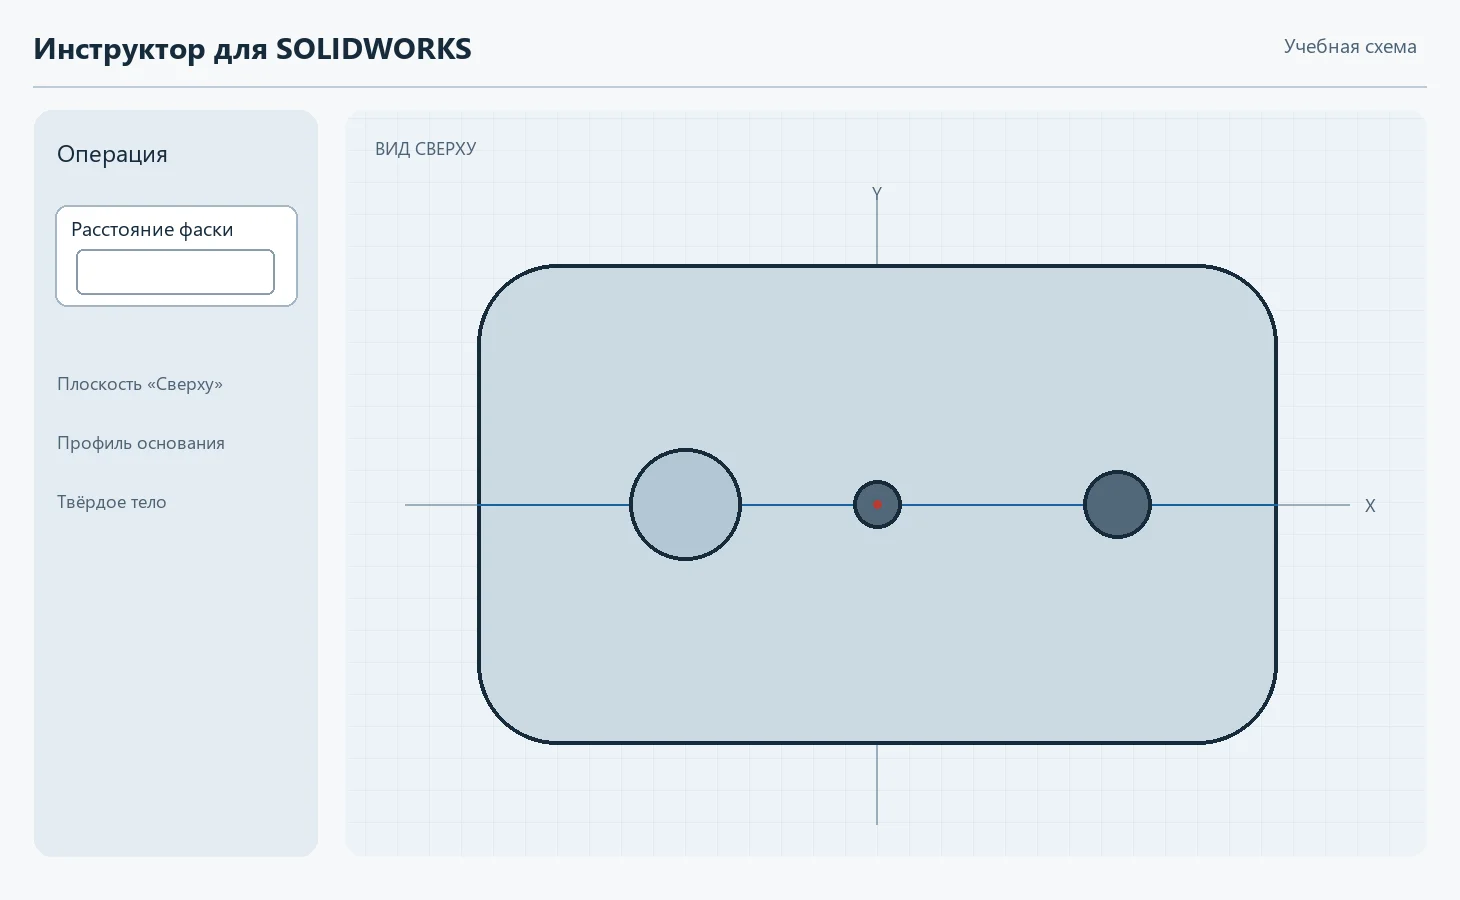 Инструктор для SOLIDWORKS
Учебная схема
Операция
Расстояние фаски
Плоскость «Сверху»
Профиль основания
Твёрдое тело
ВИД СВЕРХУ
Y
X